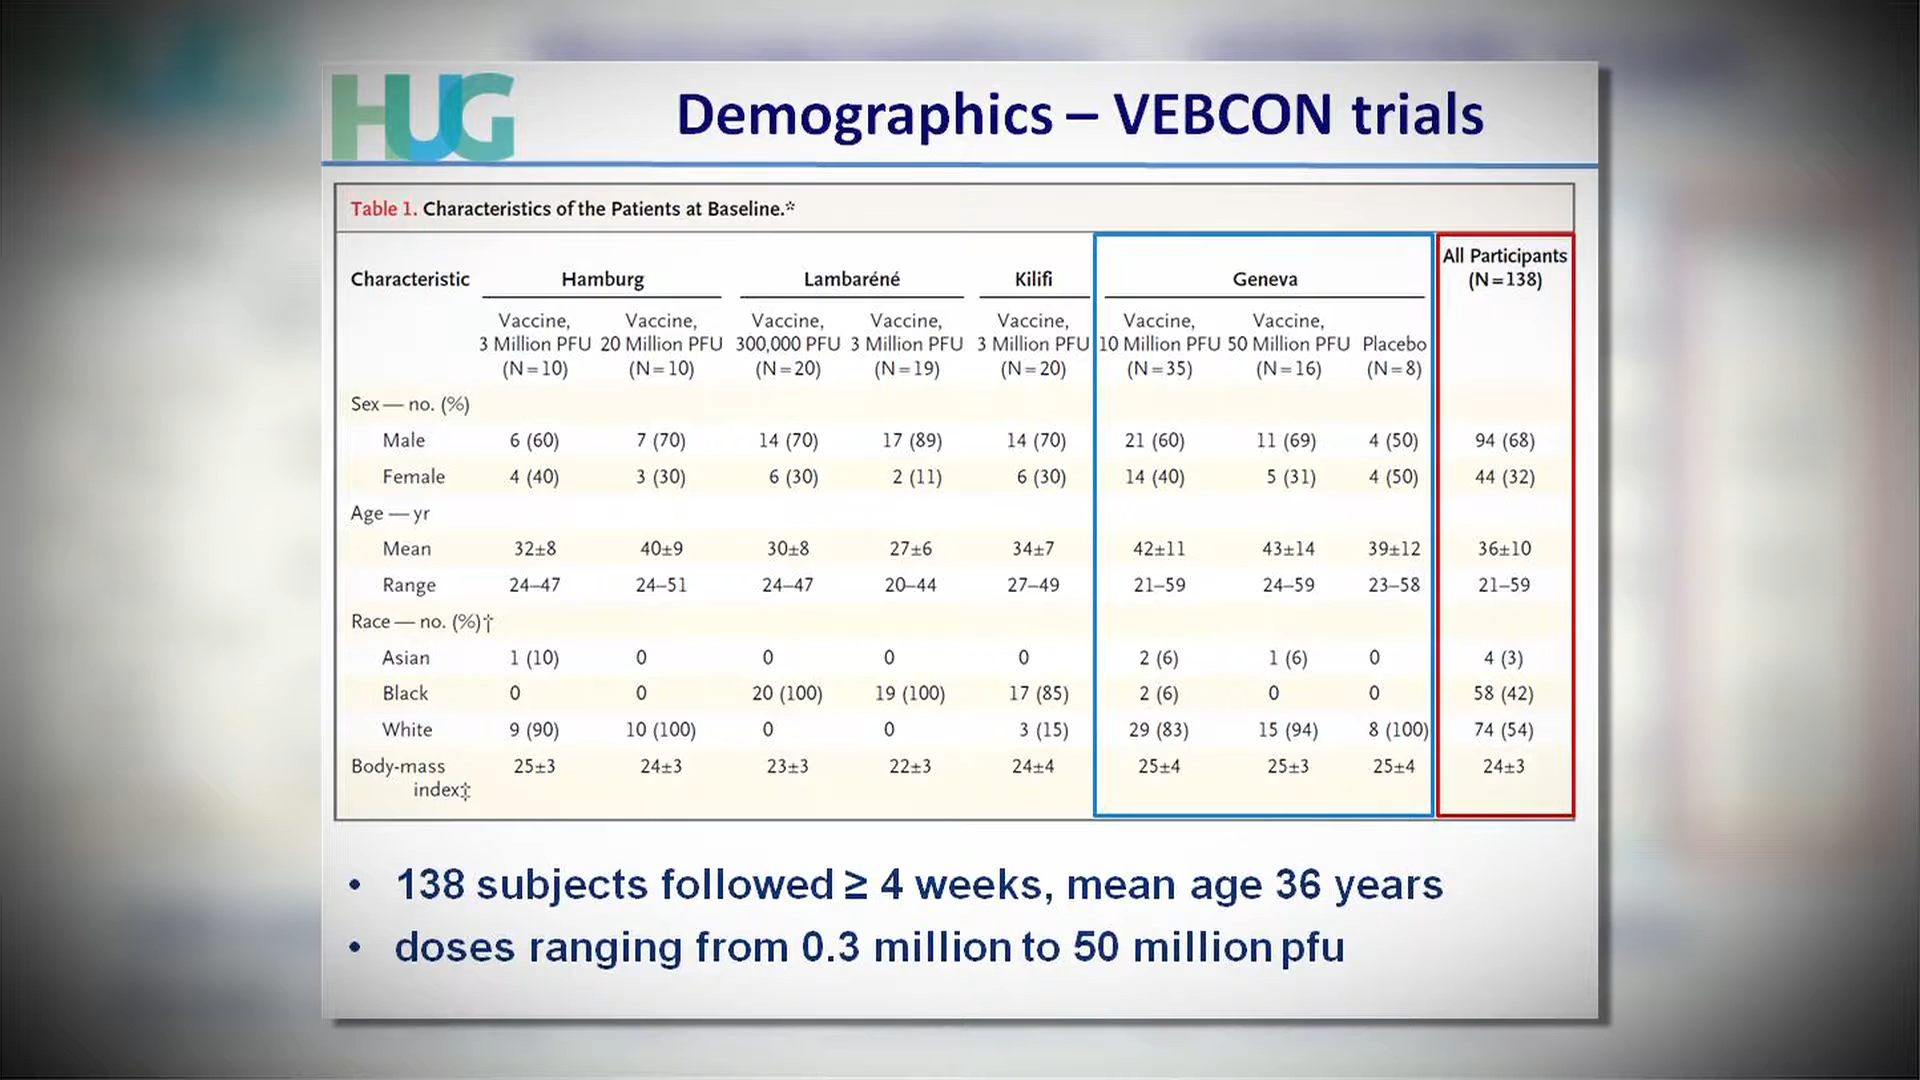 HUG
Demographics – VEBCON trials
Table 1. Characteristics of the Patients at Baseline.*
Characteristic Hamburg Lambaréné Kilifi Geneva All Participants (N=138)
Vaccine, 3 Million PFU (N=10) Vaccine, 20 Million PFU (N=10) Vaccine, 300,000 PFU (N=20) Vaccine, 3 Million PFU (N=19) Vaccine, 3 Million PFU (N=20) Vaccine, 10 Million PFU (N=35) Vaccine, 50 Million PFU (N=16) Placebo (N=8)
Sex — no. (%)
Male 6 (60) 7 (70) 14 (70) 17 (89) 14 (70) 21 (60) 11 (69) 4 (50) 94 (68)
Female 4 (40) 3 (30) 6 (30) 2 (11) 6 (30) 14 (40) 5 (31) 4 (50) 44 (32)
Age — yr
Mean 32±8 40±9 30±8 27±6 34±7 42±11 43±14 39±12 36±10
Range 24–47 24–51 24–47 20–44 27–49 21–59 24–59 23–58 21–59
Race — no. (%)†
Asian 1 (10) 0 0 0 0 2 (6) 1 (6) 0 4 (3)
Black 0 0 20 (100) 19 (100) 17 (85) 2 (6) 0 0 58 (42)
White 9 (90) 10 (100) 0 0 3 (15) 29 (83) 15 (94) 8 (100) 74 (54)
Body-mass index‡ 25±3 24±3 23±3 22±3 24±4 25±4 25±3 25±4 24±3
• 138 subjects followed ≥ 4 weeks, mean age 36 years
• doses ranging from 0.3 million to 50 million pfu